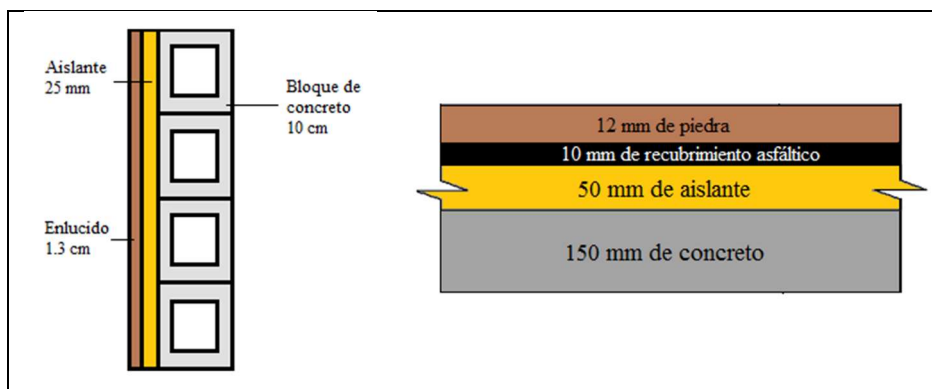 Aislante
25 mm
Bloque de
concreto
10 cm
Enlucido
1.3 cm
12 mm de piedra
10 mm de recubrimiento asfáltico
50 mm de aislante
150 mm de concreto